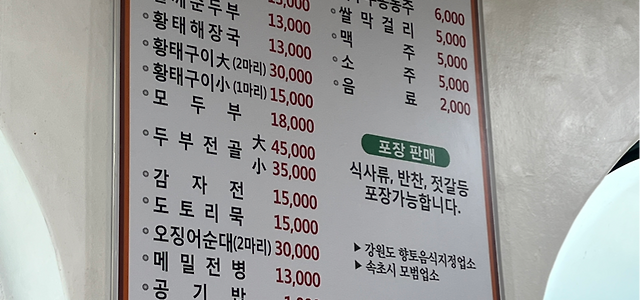 순두부 13,000
황태해장국 13,000
황태구이大(2마리) 30,000
황태구이小(1마리) 15,000
모두부 18,000
두부전골 大 45,000
小 35,000
감자전 15,000
도토리묵 15,000
오징어순대(2마리) 30,000
메밀전병 13,000
공기밥
6,000
쌀막걸리 5,000
맥주 5,000
소주 5,000
음료 2,000
포장 판매
식사류, 반찬, 젓갈등
포장가능합니다.
▶ 강원도 향토음식지정업소
▶ 속초시 모범업소